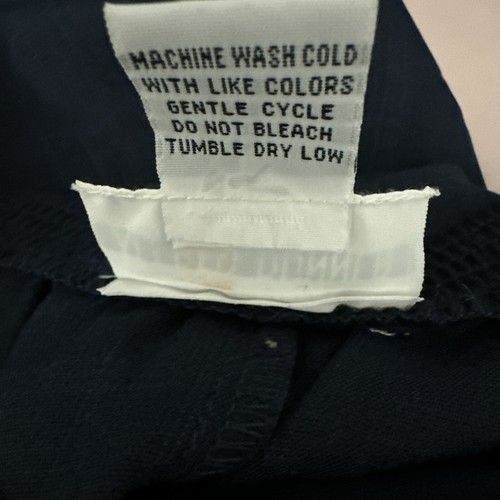 MACHINE WASH COLD
WITH LIKE COLORS
GENTLE CYCLE
DO NOT BLEACH
TUMBLE DRY LOW